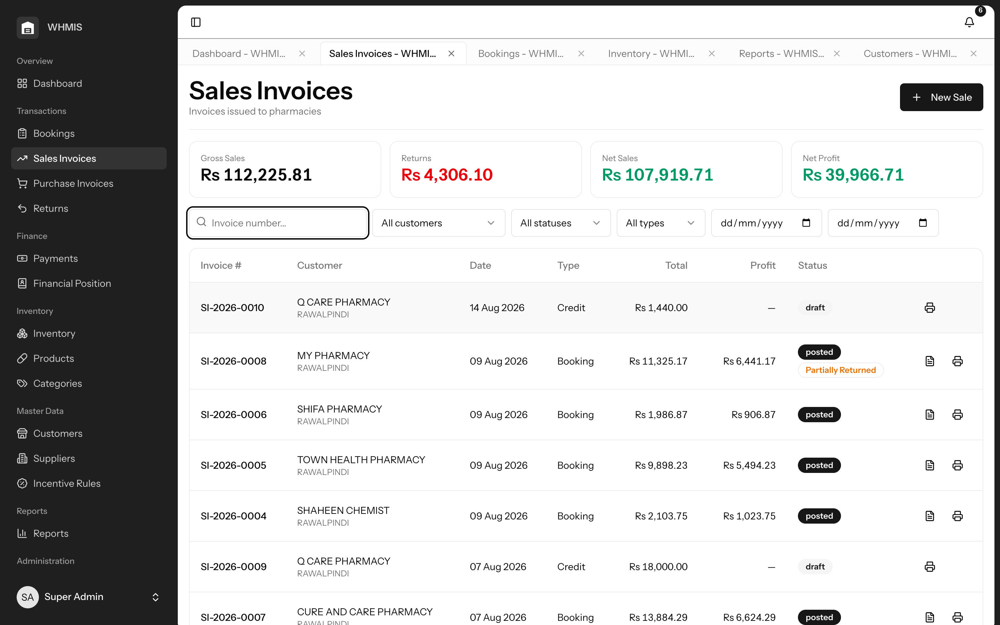 WHMIS
Overview
Dashboard
Transactions
Bookings
Sales Invoices
Purchase Invoices
Returns
Finance
Payments
Financial Position
Inventory
Inventory
Products
Categories
Master Data
Customers
Suppliers
Incentive Rules
Reports
Reports
Administration
SA Super Admin
6
Dashboard - WHMI...
Sales Invoices - WHMI...
Bookings - WHMI...
Inventory - WHMI...
Reports - WHMIS...
Customers - WHMI...
Sales Invoices
Invoices issued to pharmacies
New Sale
Gross Sales
Rs 112,225.81
Returns
Rs 4,306.10
Net Sales
Rs 107,919.71
Net Profit
Rs 39,966.71
Invoice number...
All customers
All statuses
All types
dd/mm/yyyy
dd/mm/yyyy
Invoice # Customer Date Type Total Profit Status
SI-2026-0010 Q CARE PHARMACY 14 Aug 2026 Credit Rs 1,440.00 — draft
RAWALPINDI
SI-2026-0008 MY PHARMACY 09 Aug 2026 Booking Rs 11,325.17 Rs 6,441.17 posted
RAWALPINDI Partially Returned
SI-2026-0006 SHIFA PHARMACY 09 Aug 2026 Booking Rs 1,986.87 Rs 906.87 posted
RAWALPINDI
SI-2026-0005 TOWN HEALTH PHARMACY 09 Aug 2026 Booking Rs 9,898.23 Rs 5,494.23 posted
RAWALPINDI
SI-2026-0004 SHAHEEN CHEMIST 09 Aug 2026 Booking Rs 2,103.75 Rs 1,023.75 posted
RAWALPINDI
SI-2026-0009 Q CARE PHARMACY 07 Aug 2026 Credit Rs 18,000.00 — draft
RAWALPINDI
SI-2026-0007 CURE AND CARE PHARMACY 07 Aug 2026 Booking Rs 13,884.29 Rs 6,624.29 posted
RAWALPINDI